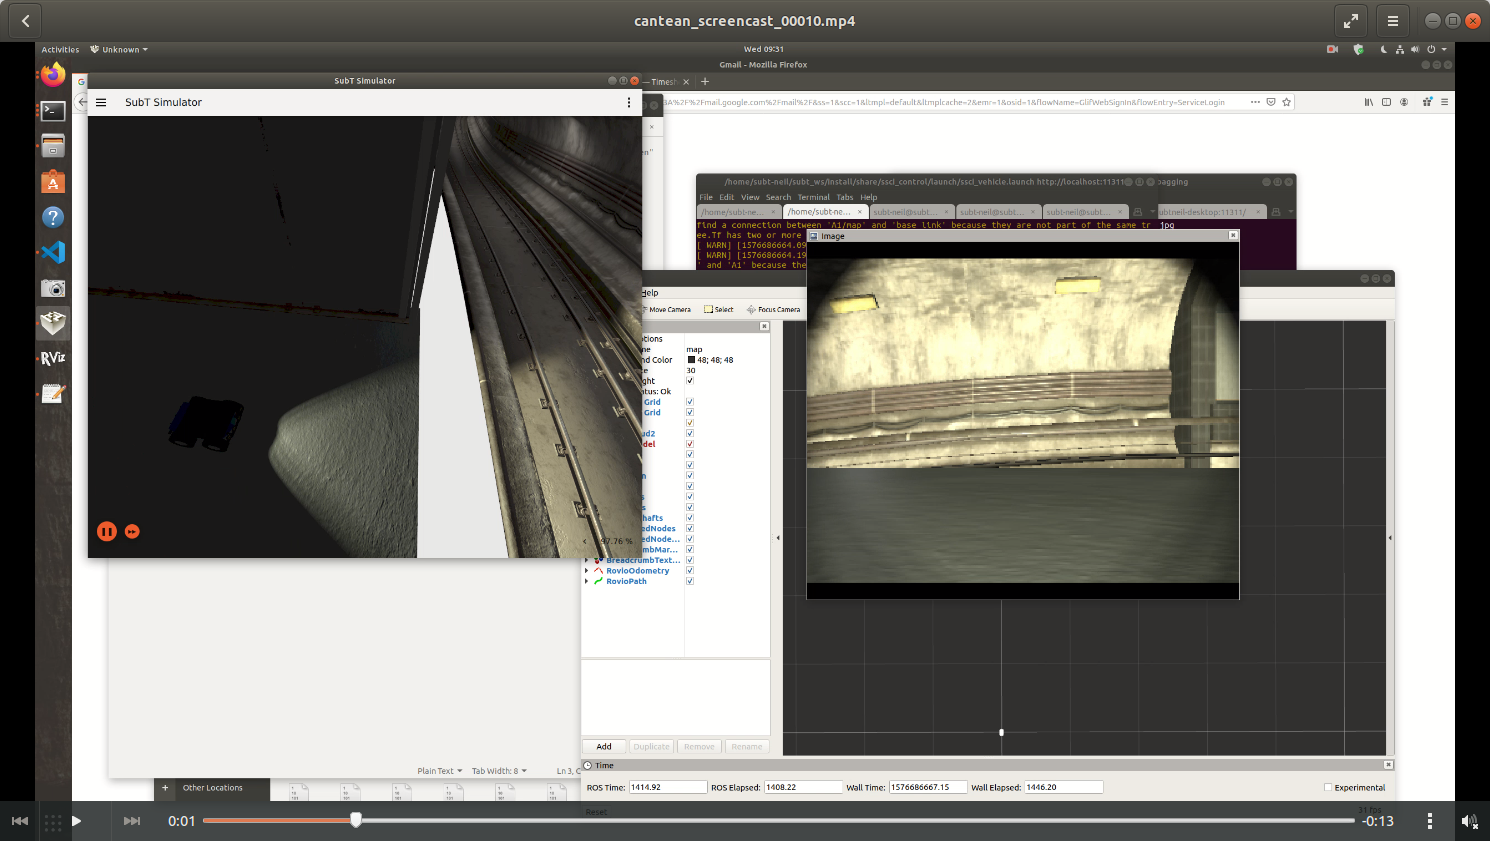 cantean_screencast_00010.mp4
Activities
Unknown
Wed 09:31
Gmail - Mozilla Firefox
SubT Simulator
— Timesh
SubT Simulator
3A%2F%2Fmail.google.com%2Fmail%2F&ss=1&scc=1&ltmpl=default&ltmplcache=2&emr=1&osid=1&flowName=GlifWebSignIn&flowEntry=ServiceLogin
en"
/home/subt-neil/subt_ws/install/share/ssci_control/launch/ssci_vehicle.launch http://localhost:11311
bagging
File Edit View Search Terminal Tabs Help
/home/subt-ne...
/home/subt-ne...
subt-neil@subt...
subt-neil@subt...
subt-neil@subt...
subtneil-desktop:11311/
find a connection between 'A1/map' and 'base_link' because they are not part of the same tr
jpg
ee.Tf has two or more
[ WARN] [1576686664.09
[ WARN] [1576686664.19
' and 'A1' because the
Image
Help
Move Camera
Select
Focus Camera
tions
ne
map
nd Color
48; 48; 48
te
30
ght
atus: Ok
Grid
Grid
ud2
del
n
s
s
hafts
edNodes
edNode...
mbMar...
BreadcrumbText...
RovioOdometry
RovioPath
97.76 %
Add
Duplicate
Remove
Rename
Plain Text
Tab Width: 8
Ln 3, C
Time
Other Locations
ROS Time:
1414.92
ROS Elapsed:
1408.22
Wall Time:
1576686667.15
Wall Elapsed:
1446.20
Experimental
Reset
31 fps
0:01
-0:13
RViz